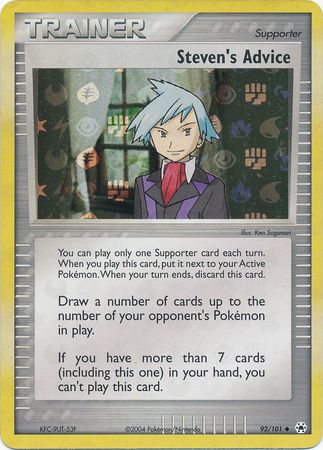 TRAINER
Supporter
Steven's Advice
Illus. Ken Sugimori
You can play only one Supporter card each turn.
When you play this card, put it next to your Active
Pokémon. When your turn ends, discard this card.
Draw a number of cards up to the
number of your opponent's Pokémon
in play.
If you have more than 7 cards
(including this one) in your hand, you
can't play this card.
KFC-9UT-53F
©2004 Pokémon/Nintendo
92/101 ◆